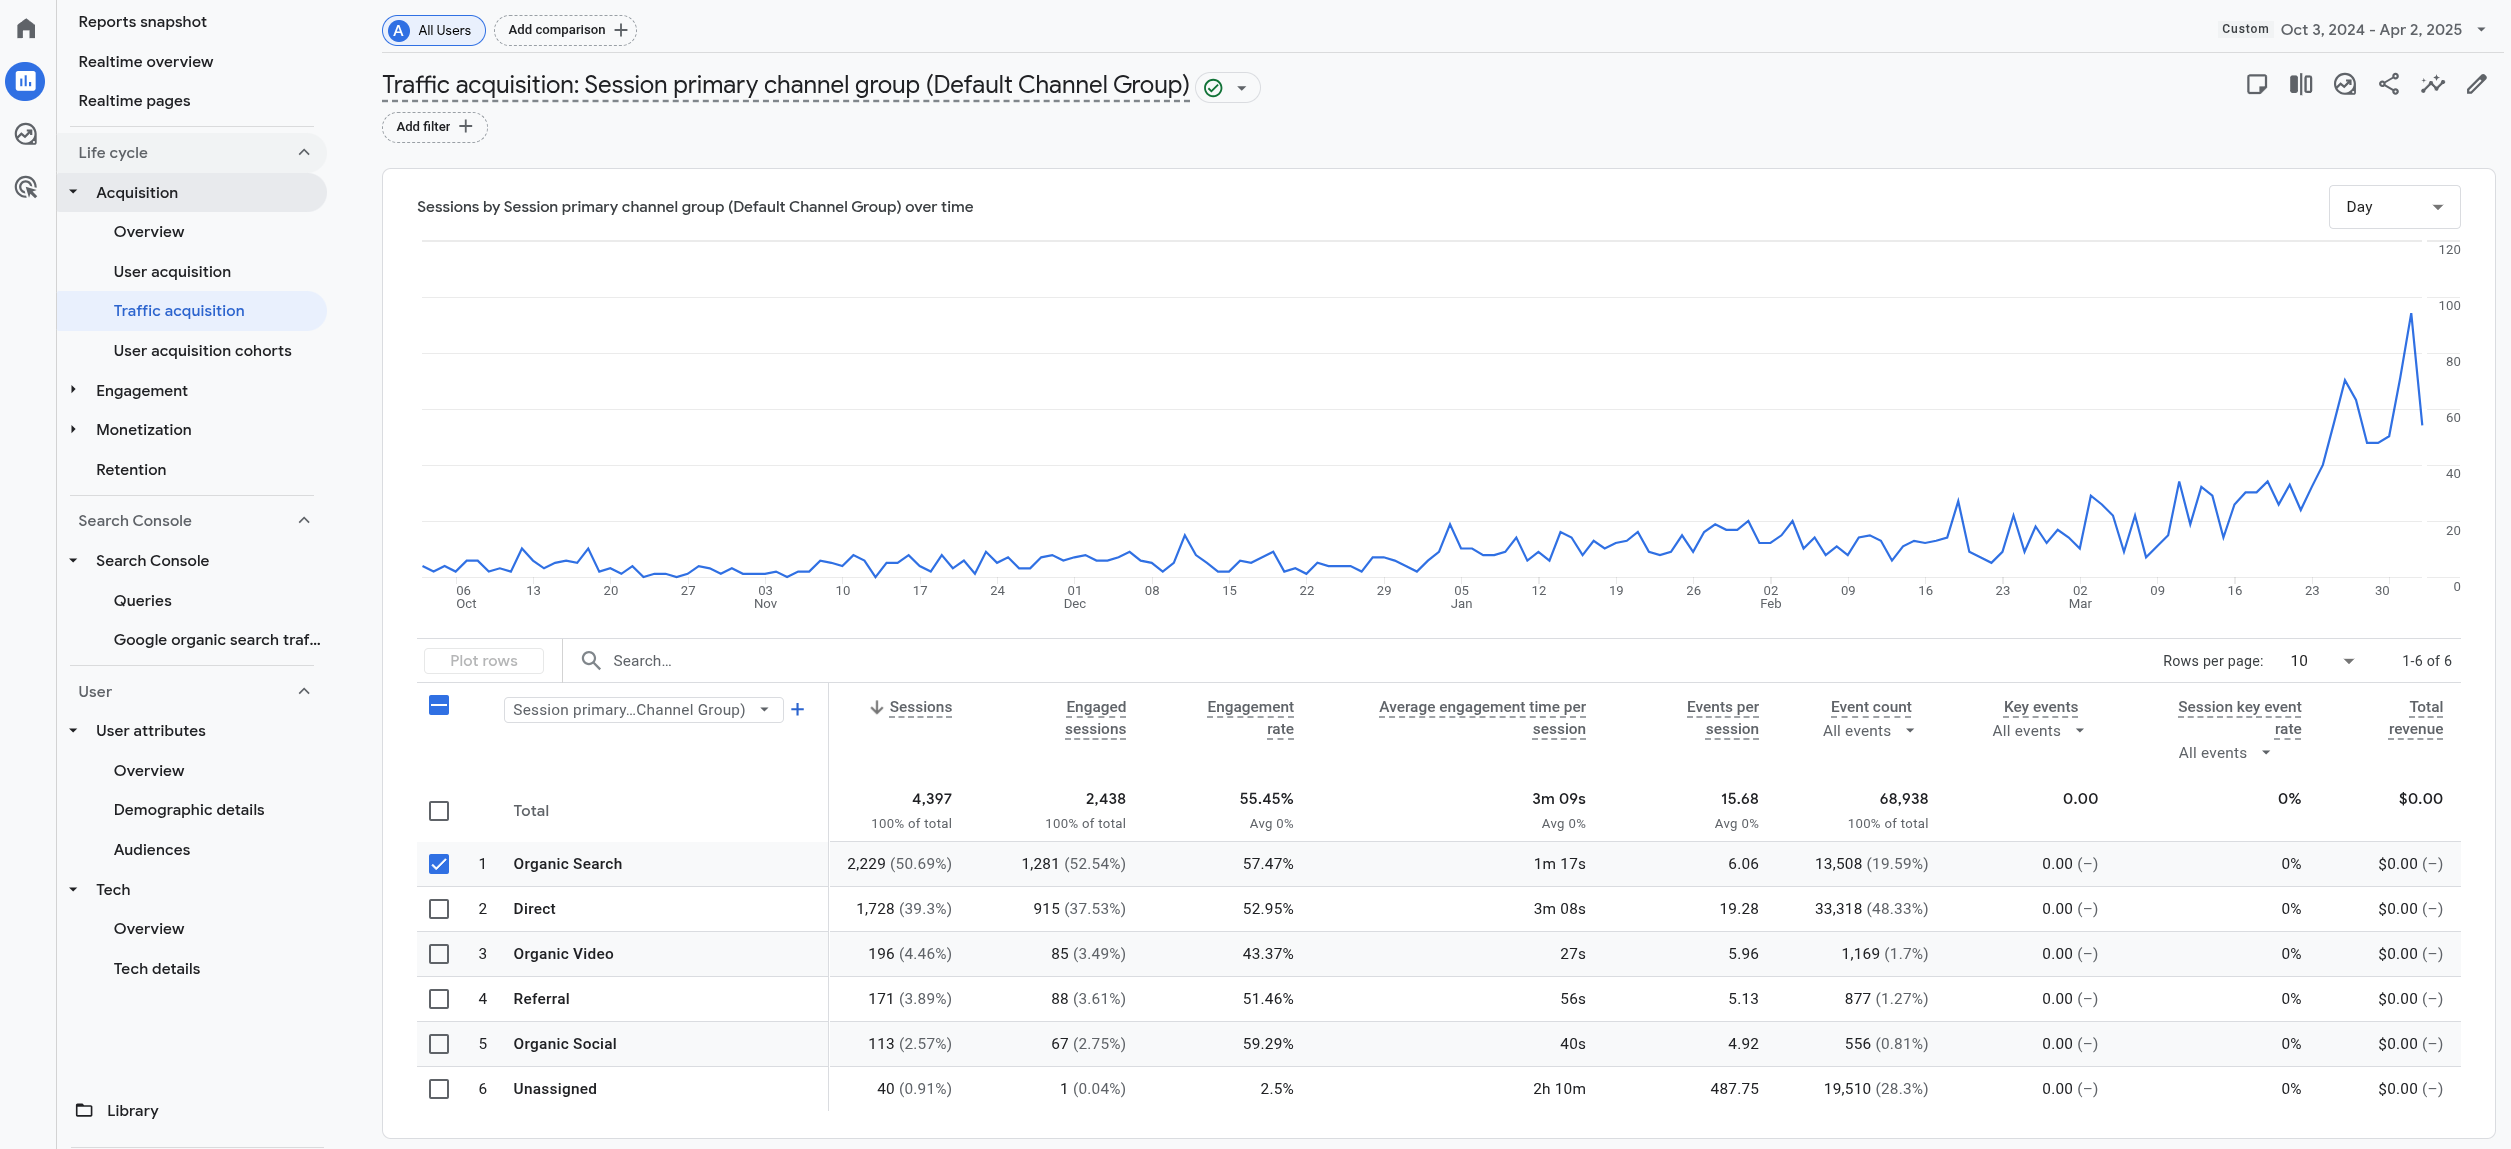 Reports snapshot
Realtime overview
Realtime pages
Life cycle
Acquisition
Overview
User acquisition
Traffic acquisition
User acquisition cohorts
Engagement
Monetization
Retention
Search Console
Search Console
Queries
Google organic search traf...
User
User attributes
Overview
Demographic details
Audiences
Tech
Overview
Tech details
Library
A All Users
Add comparison
Custom Oct 3, 2024 - Apr 2, 2025
Traffic acquisition: Session primary channel group (Default Channel Group)
Add filter
Sessions by Session primary channel group (Default Channel Group) over time
Day
120
100
80
60
40
20
0
06 13 20 27 03 10 17 24 01 08 15 22 29 05 12 19 26 02 09 16 23 02 09 16 23 30
Oct Nov Dec Jan Feb Mar
Plot rows
Search...
Rows per page: 10 1-6 of 6
Session primary...Channel Group)
Sessions
Engaged sessions
Engagement rate
Average engagement time per session
Events per session
Event count
All events
Key events
All events
Session key event rate
All events
Total revenue
Total 4,397 2,438 55.45% 3m 09s 15.68 68,938 0.00 0% $0.00
100% of total 100% of total Avg 0% Avg 0% Avg 0% 100% of total
1 Organic Search 2,229 (50.69%) 1,281 (52.54%) 57.47% 1m 17s 6.06 13,508 (19.59%) 0.00 (–) 0% $0.00 (–)
2 Direct 1,728 (39.3%) 915 (37.53%) 52.95% 3m 08s 19.28 33,318 (48.33%) 0.00 (–) 0% $0.00 (–)
3 Organic Video 196 (4.46%) 85 (3.49%) 43.37% 27s 5.96 1,169 (1.7%) 0.00 (–) 0% $0.00 (–)
4 Referral 171 (3.89%) 88 (3.61%) 51.46% 56s 5.13 877 (1.27%) 0.00 (–) 0% $0.00 (–)
5 Organic Social 113 (2.57%) 67 (2.75%) 59.29% 40s 4.92 556 (0.81%) 0.00 (–) 0% $0.00 (–)
6 Unassigned 40 (0.91%) 1 (0.04%) 2.5% 2h 10m 487.75 19,510 (28.3%) 0.00 (–) 0% $0.00 (–)